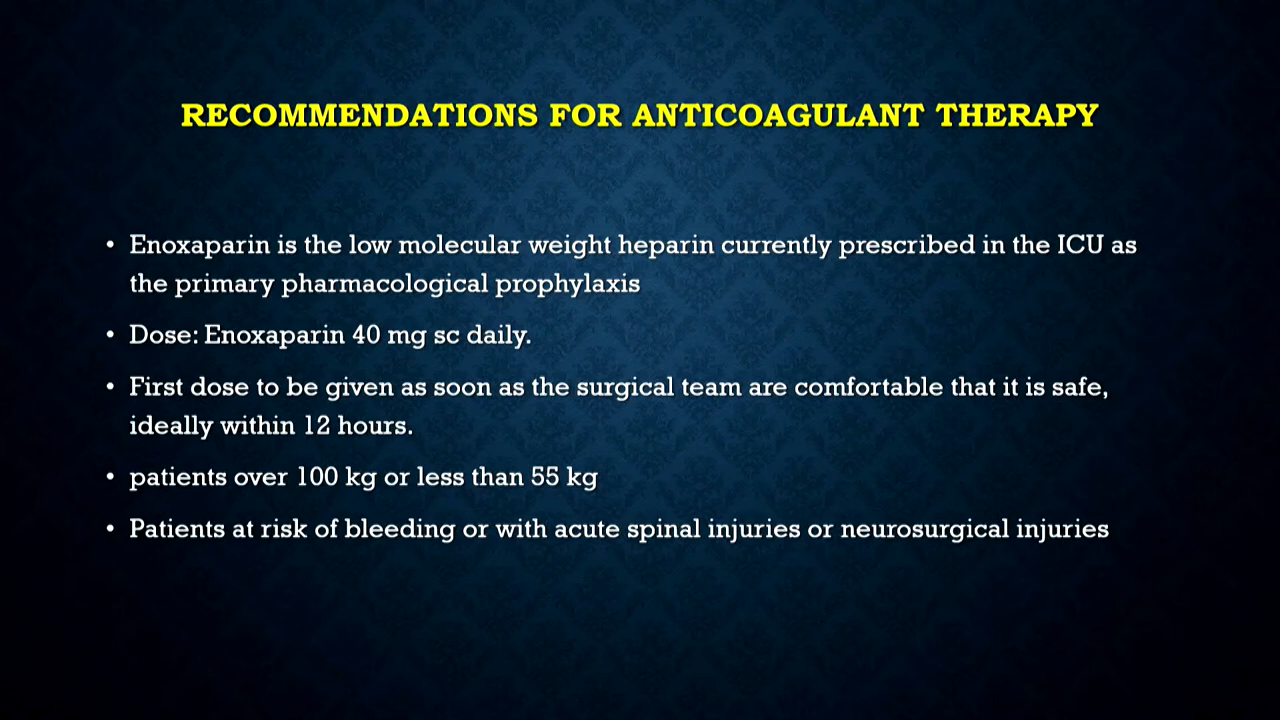 RECOMMENDATIONS FOR ANTICOAGULANT THERAPY
• Enoxaparin is the low molecular weight heparin currently prescribed in the ICU as
the primary pharmacological prophylaxis
• Dose: Enoxaparin 40 mg sc daily.
• First dose to be given as soon as the surgical team are comfortable that it is safe,
ideally within 12 hours.
• patients over 100 kg or less than 55 kg
• Patients at risk of bleeding or with acute spinal injuries or neurosurgical injuries